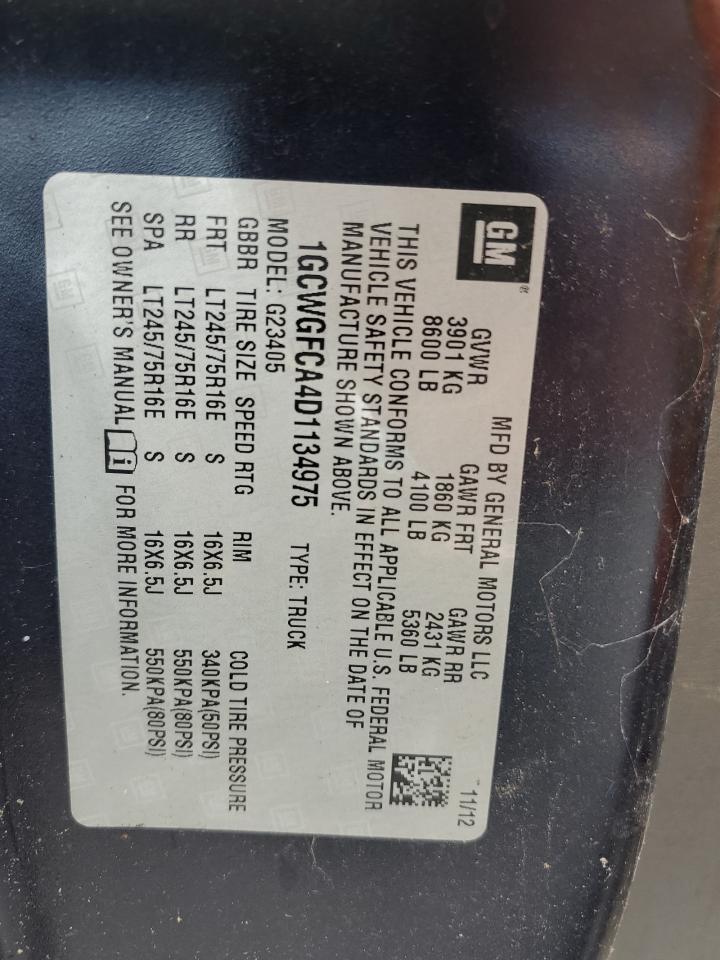 GM®
MFD BY GENERAL MOTORS LLC 11/12
GVWR GAWR FRT GAWR RR
3901 KG 1860 KG 2431 KG
8600 LB 4100 LB 5360 LB
THIS VEHICLE CONFORMS TO ALL APPLICABLE U.S. FEDERAL MOTOR
VEHICLE SAFETY STANDARDS IN EFFECT ON THE DATE OF
MANUFACTURE SHOWN ABOVE.
1GCWGFCA4D1134975 TYPE: TRUCK
MODEL: G23405
GBBR TIRE SIZE SPEED RTG RIM COLD TIRE PRESSURE
FRT LT245/75R16E S 16X6.5J 340KPA(50PSI)
RR LT245/75R16E S 16X6.5J 550KPA(80PSI)
SPA LT245/75R16E S 16X6.5J 550KPA(80PSI)
SEE OWNER'S MANUAL i FOR MORE INFORMATION.